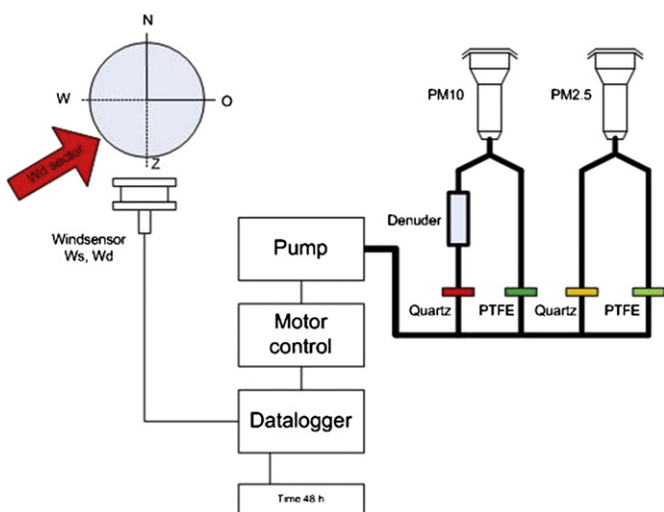 N
W
O
Z
Wd sector
Windsensor
Ws, Wd
PM10
PM2.5
Denuder
Quartz
PTFE
Quartz
PTFE
Pump
Motor
control
Datalogger
Time 48 h